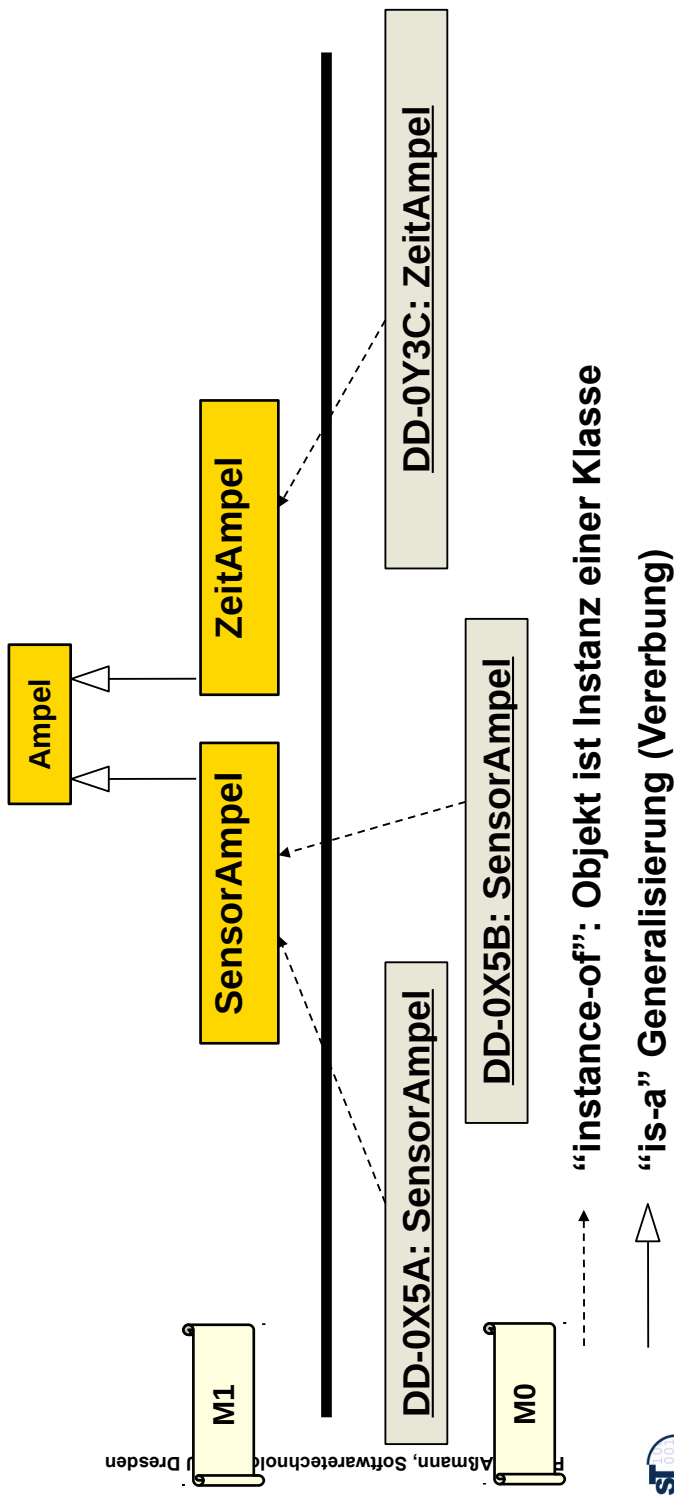 Ampel
SensorAmpel
ZeitAmpel
M1
DD-0X5A: SensorAmpel
DD-0X5B: SensorAmpel
DD-0Y3C: ZeitAmpel
M0
“instance-of”: Objekt ist Instanz einer Klasse
“is-a” Generalisierung (Vererbung)
Aßmann, Softwaretechnolo Dresden